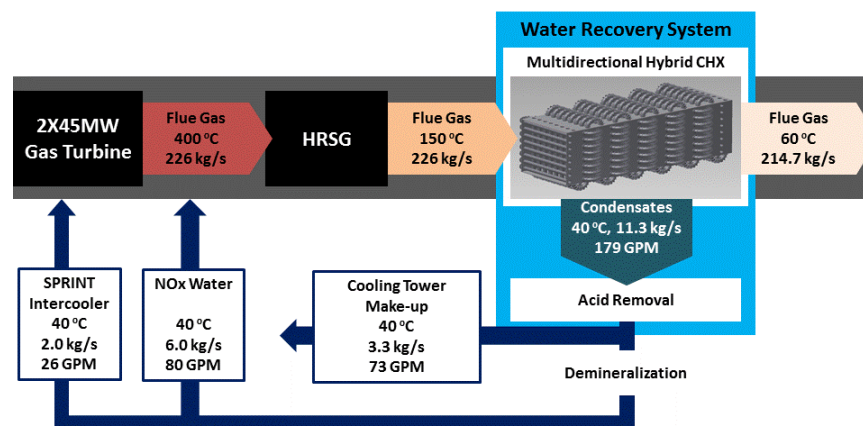 Water Recovery System
Multidirectional Hybrid CHX
2X45MW
Gas Turbine
Flue Gas
400 °C
226 kg/s
HRSG
Flue Gas
150 °C
226 kg/s
Flue Gas
60 °C
214.7 kg/s
Condensates
40 °C, 11.3 kg/s
179 GPM
SPRINT
Intercooler
40 °C
2.0 kg/s
26 GPM
NOx Water
40 °C
6.0 kg/s
80 GPM
Cooling Tower
Make-up
40 °C
3.3 kg/s
73 GPM
Acid Removal
Demineralization